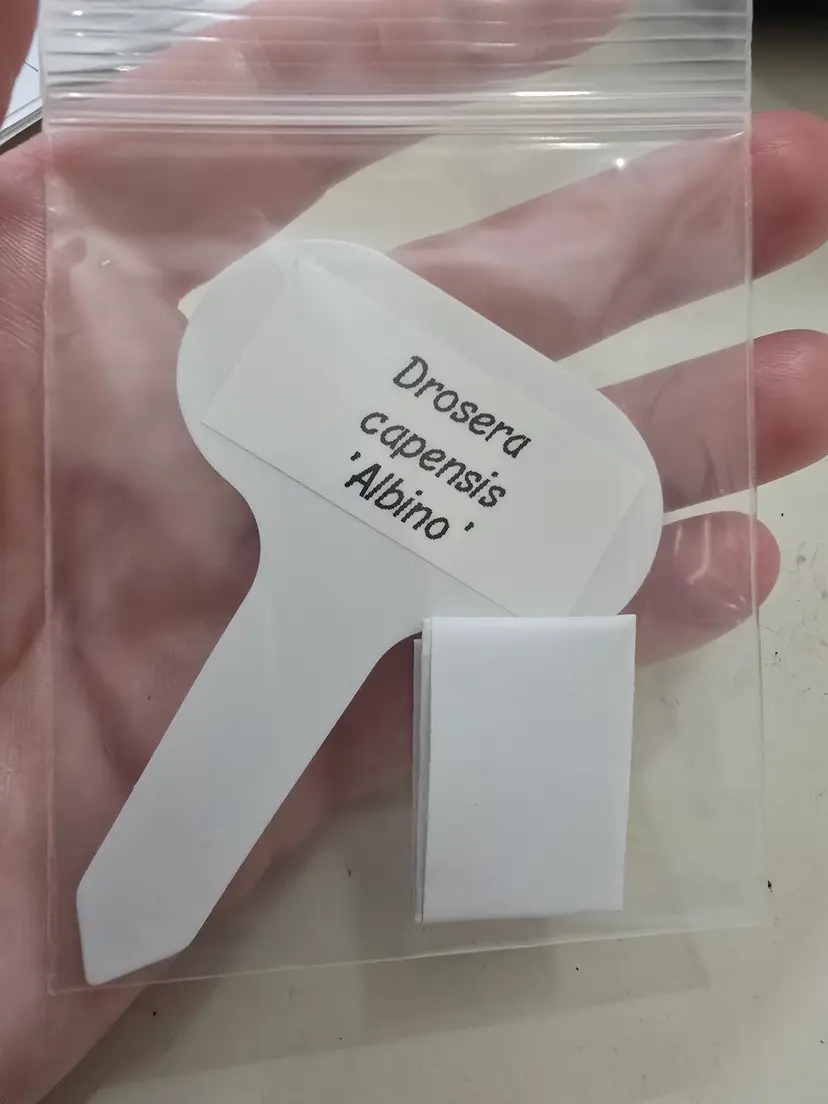 Drosera
capensis
'Albino '